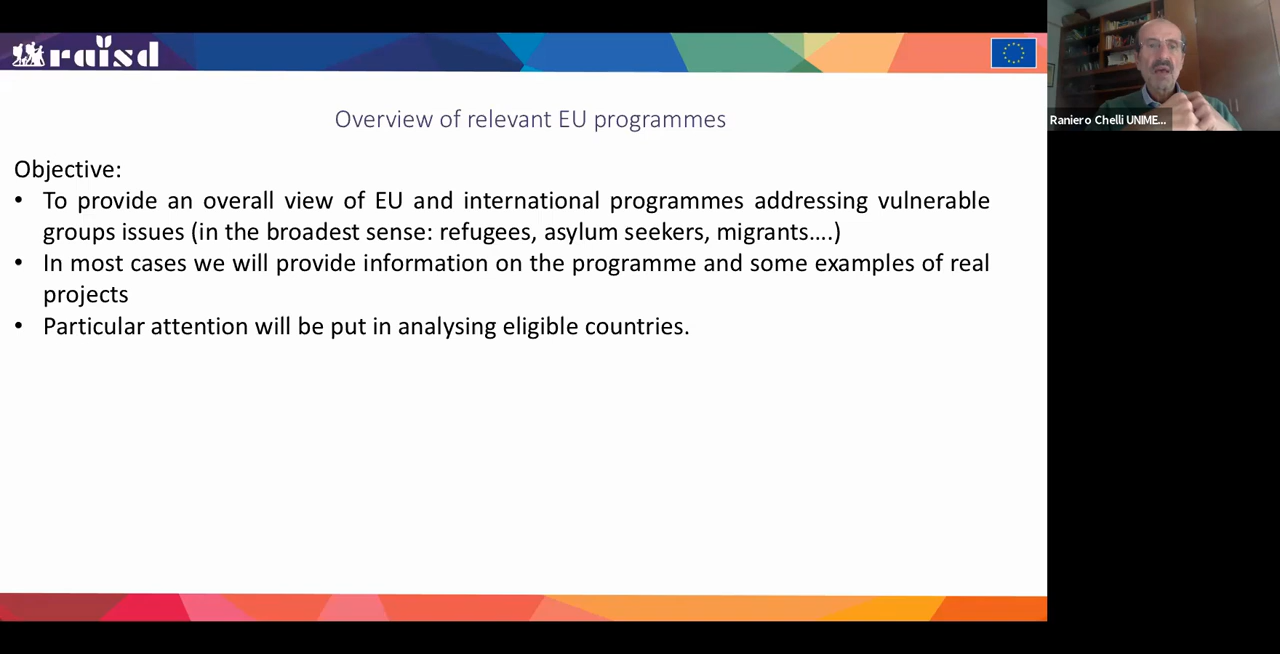 raisd
Raniero Chelli UNIME...
Overview of relevant EU programmes
Objective:
• To provide an overall view of EU and international programmes addressing vulnerable
groups issues (in the broadest sense: refugees, asylum seekers, migrants....)
• In most cases we will provide information on the programme and some examples of real
projects
• Particular attention will be put in analysing eligible countries.